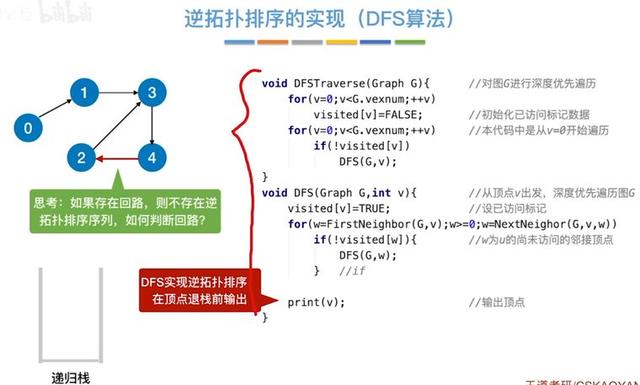 逆拓扑排序的实现（DFS算法）
0
1
3
2
4
思考：如果存在回路，则不存在逆
拓扑排序序列，如何判断回路？
递归栈
void DFSTraverse(Graph G){ //对图G进行深度优先遍历
for(v=0;v<G.vexnum;++v)
visited[v]=FALSE; //初始化已访问标记数据
for(v=0;v<G.vexnum;++v) //本代码中是从v=0开始遍历
if(!visited[v])
DFS(G,v);
}
void DFS(Graph G,int v){ //从顶点v出发，深度优先遍历图G
visited[v]=TRUE; //设已访问标记
for(w=FirstNeighbor(G,v);w>=0;w=NextNeighor(G,v,w))
if(!visited[w]){ //w为u的尚未访问的邻接顶点
DFS(G,w);
} //if
print(v); //输出顶点
}
DFS实现逆拓扑排序
在顶点退栈前输出